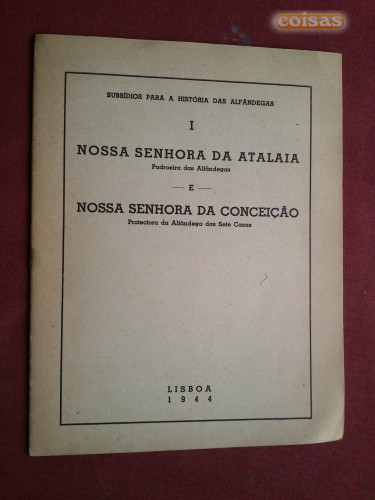 coisas
SUBSÍDIOS PARA A HISTÓRIA DAS ALFÂNDEGAS
I
NOSSA SENHORA DA ATALAIA
Padroeira das Alfândegas
— E —
NOSSA SENHORA DA CONCEIÇÃO
Protectora da Alfândega das Sete Casas
LISBOA
1944